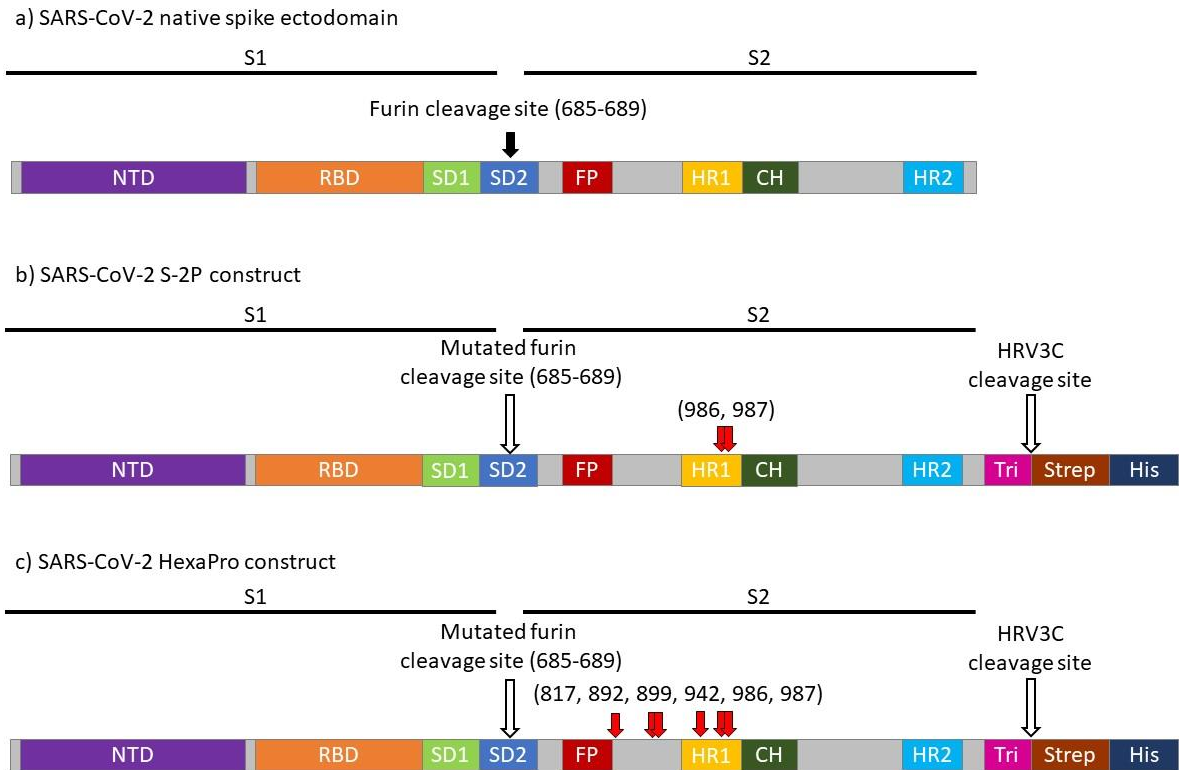 a) SARS-CoV-2 native spike ectodomain
S1 S2
Furin cleavage site (685-689)
NTD RBD SD1 SD2 FP HR1 CH HR2
b) SARS-CoV-2 S-2P construct
S1 S2
Mutated furin
cleavage site (685-689)
HRV3C
cleavage site
(986, 987)
NTD RBD SD1 SD2 FP HR1 CH HR2 Tri Strep His
c) SARS-CoV-2 HexaPro construct
S1 S2
Mutated furin
cleavage site (685-689)
HRV3C
cleavage site
(817, 892, 899, 942, 986, 987)
NTD RBD SD1 SD2 FP HR1 CH HR2 Tri Strep His